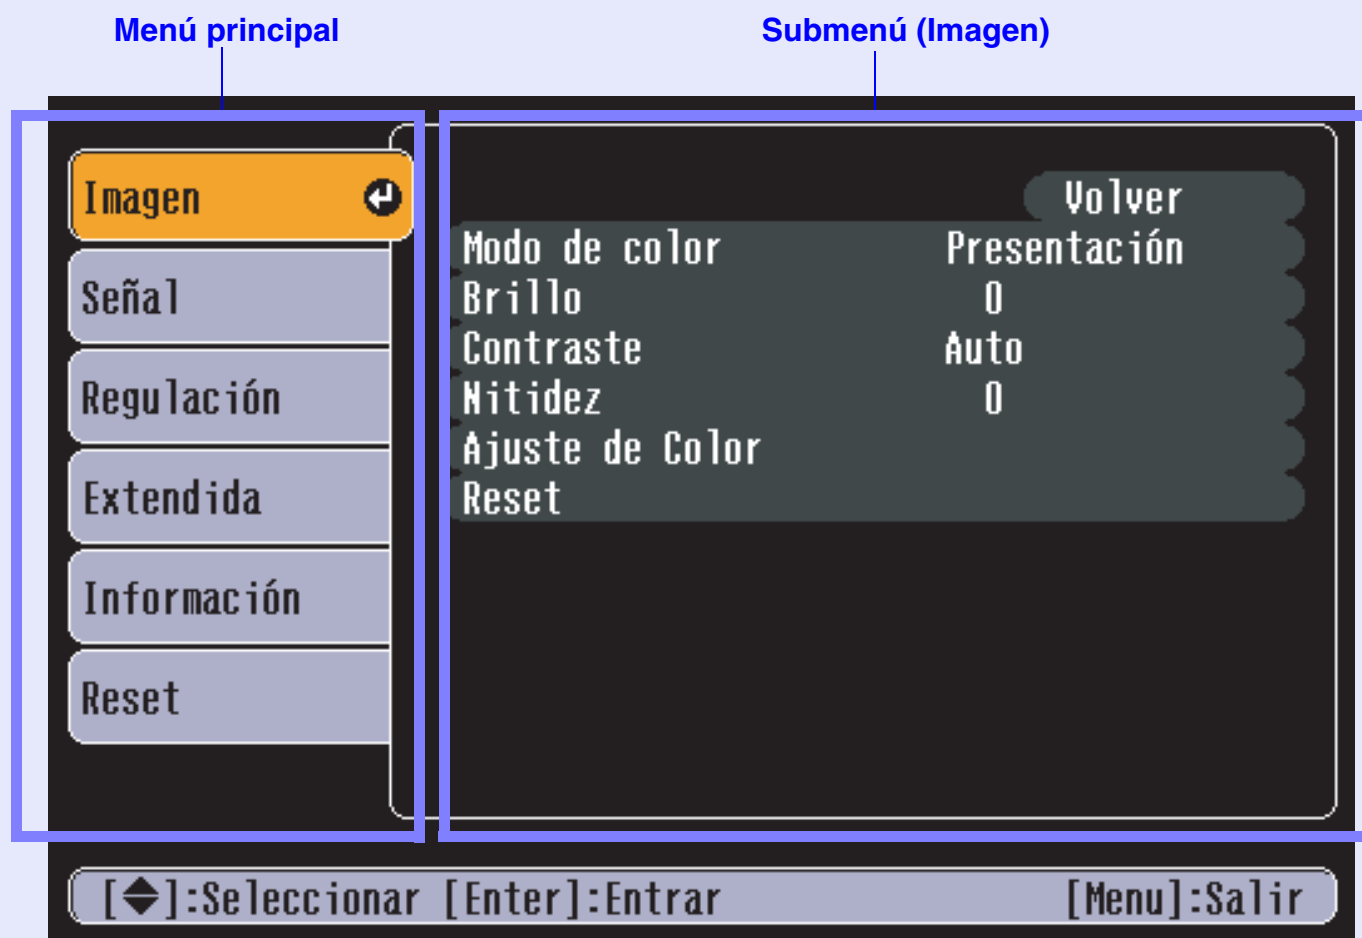 Menú principal
Submenú (Imagen)
Imagen
Señal
Regulación
Extendida
Información
Reset
Volver
Modo de color Presentación
Brillo 0
Contraste Auto
Nitidez 0
Ajuste de Color
Reset
[◆]:Seleccionar [Enter]:Entrar [Menu]:Salir